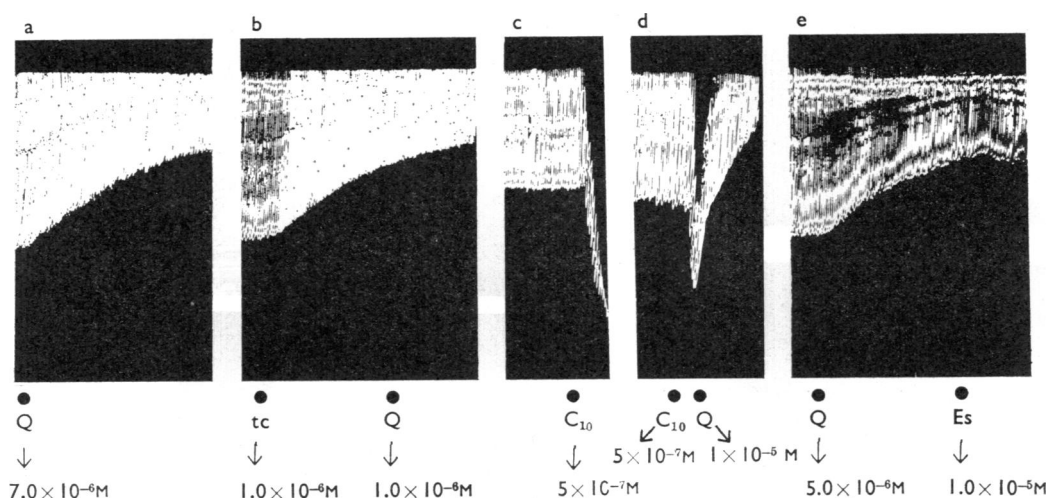 a b c d e
Q tc Q C₁₀ C₁₀ Q Q Es
5×10⁻⁷M 1×10⁻⁵ M
7.0×10⁻⁶M 1.0×10⁻⁶M 1.0×10⁻⁶M 5×10⁻⁷M 5.0×10⁻⁶M 1.0×10⁻⁵M